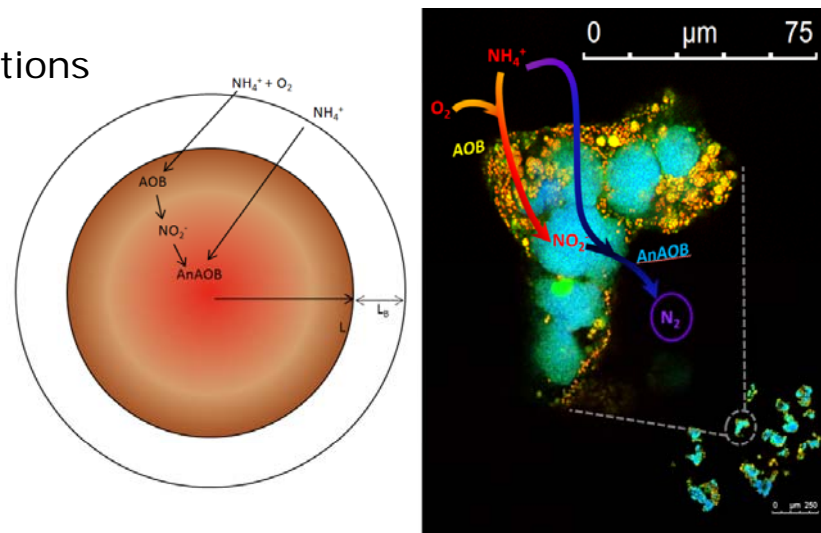 tions
NH₄⁺ + O₂
NH₄⁺
AOB
NO₂⁻
AnAOB
L
L_B
0 µm 75
NH₄⁺
O₂
AOB
NO₂
AnAOB
N₂
0 µm 250